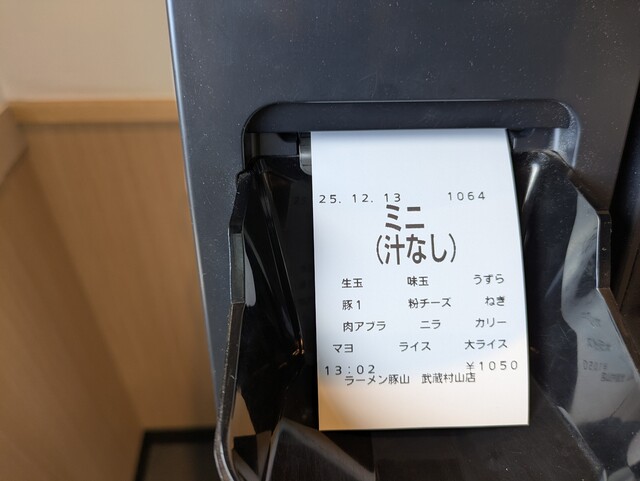 25. 12. 13 1064
ミニ
(汁なし)
生玉 味玉 うずら
豚1 粉チーズ ねぎ
肉アブラ ニラ カリー
マヨ ライス 大ライス
13:02 ￥1050
ラーメン豚山 武蔵村山店